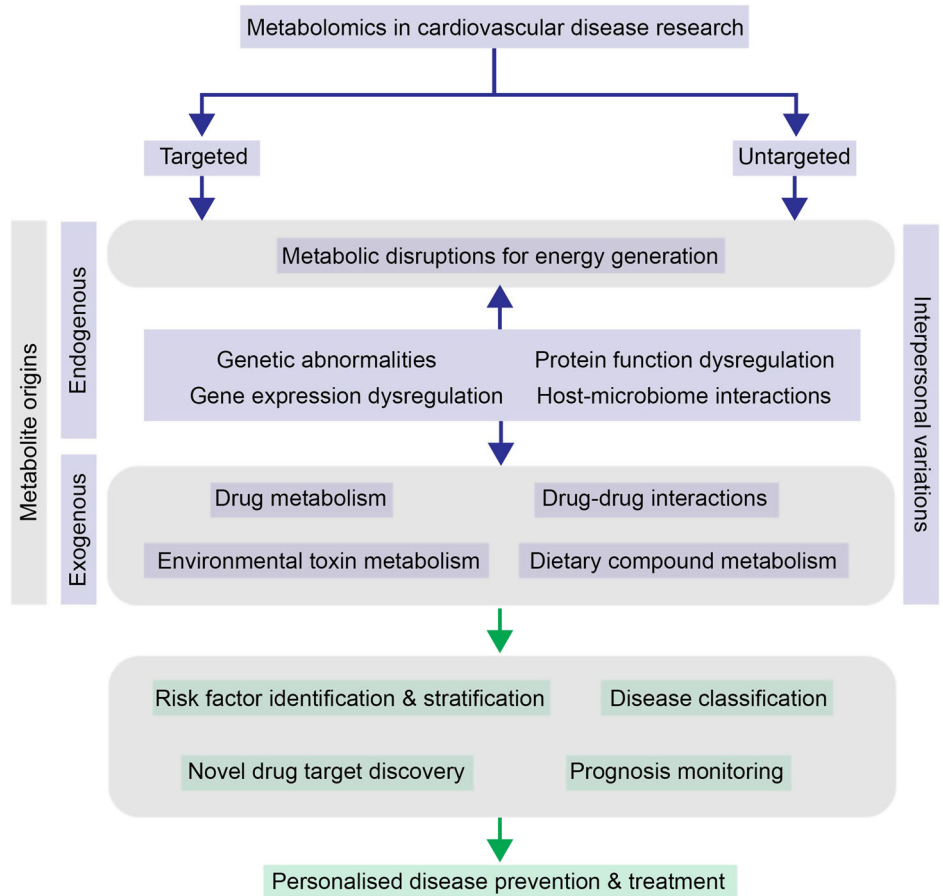 Metabolomics in cardiovascular disease research
Targeted
Untargeted
Metabolite origins
Endogenous
Metabolic disruptions for energy generation
Genetic abnormalities
Protein function dysregulation
Gene expression dysregulation
Host-microbiome interactions
Interpersonal variations
Exogenous
Drug metabolism
Drug-drug interactions
Environmental toxin metabolism
Dietary compound metabolism
Risk factor identification & stratification
Disease classification
Novel drug target discovery
Prognosis monitoring
Personalised disease prevention & treatment